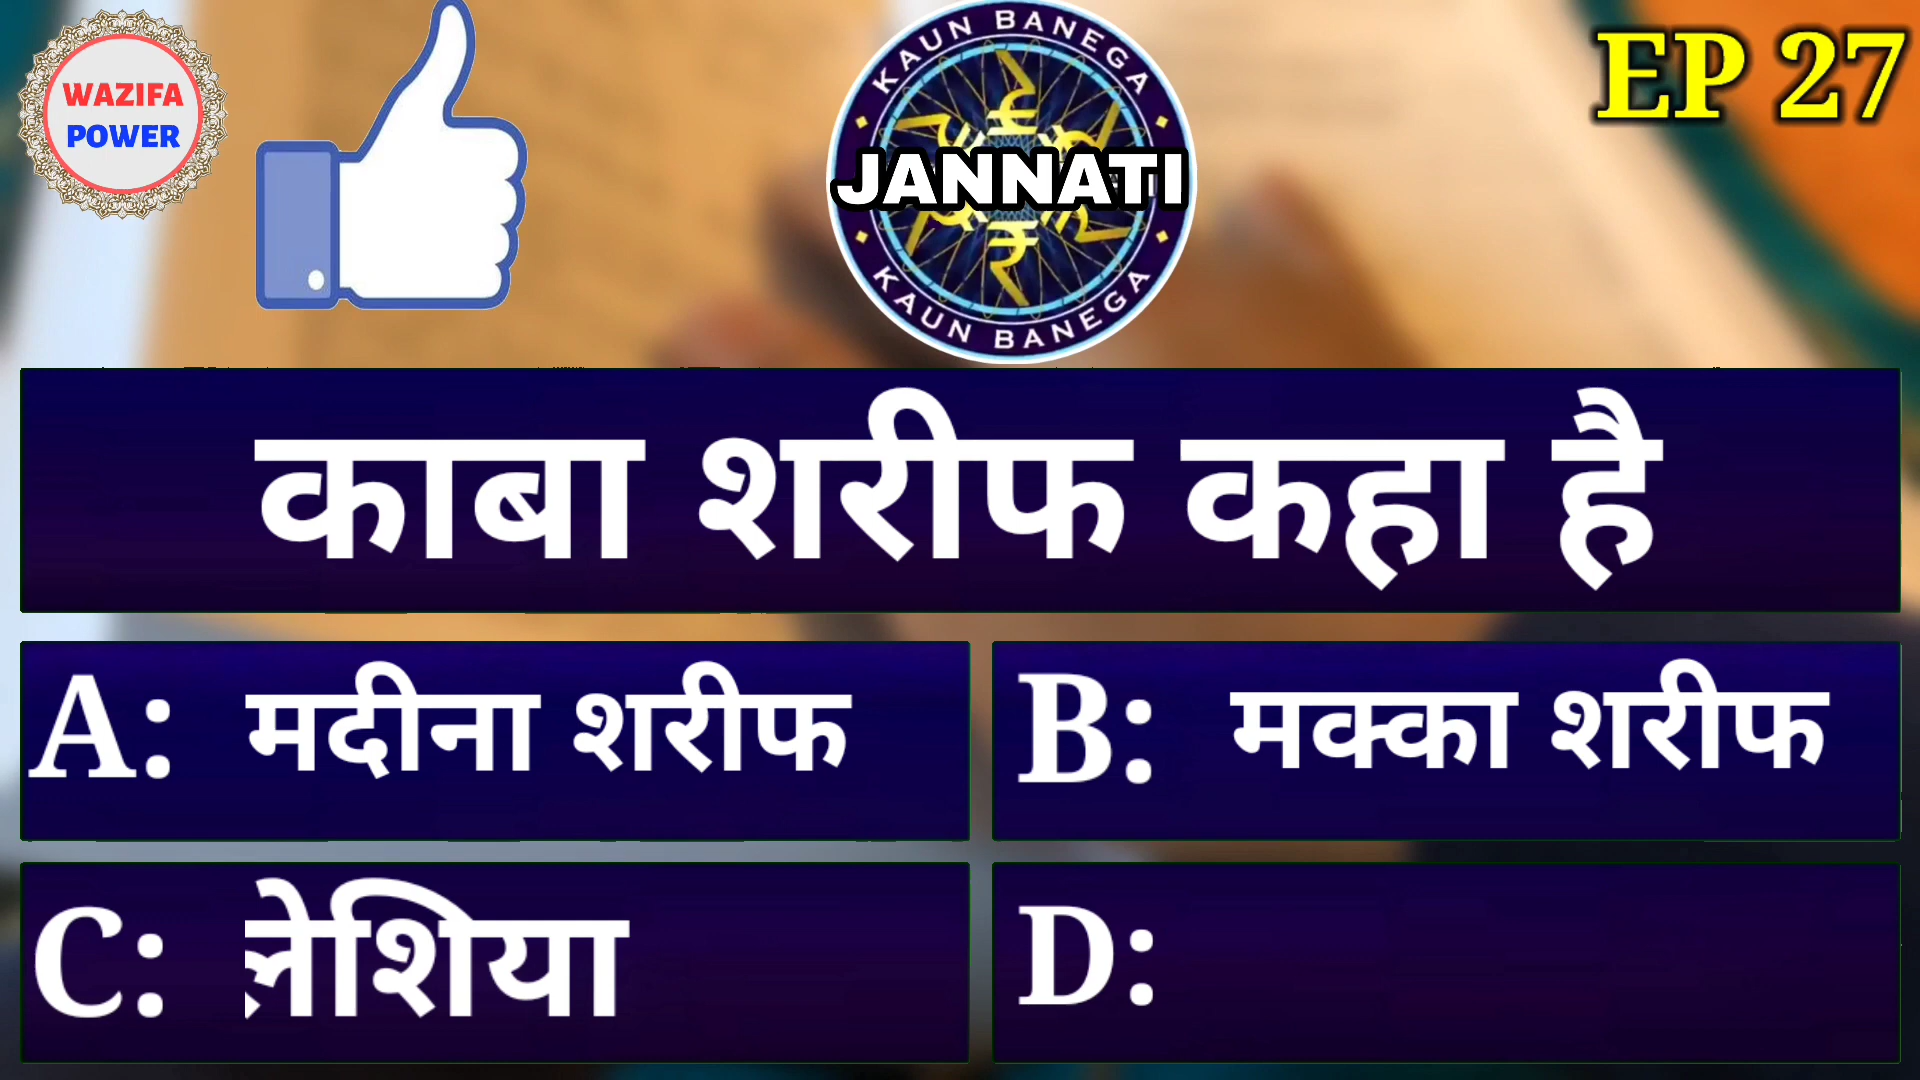 WAZIFA
POWER
KAUN BANEGA
JANNATI
KAUN BANEGA
EP 27
काबा शरीफ कहा है
A: मदीना शरीफ
B: मक्का शरीफ
C: लेशिया
D: